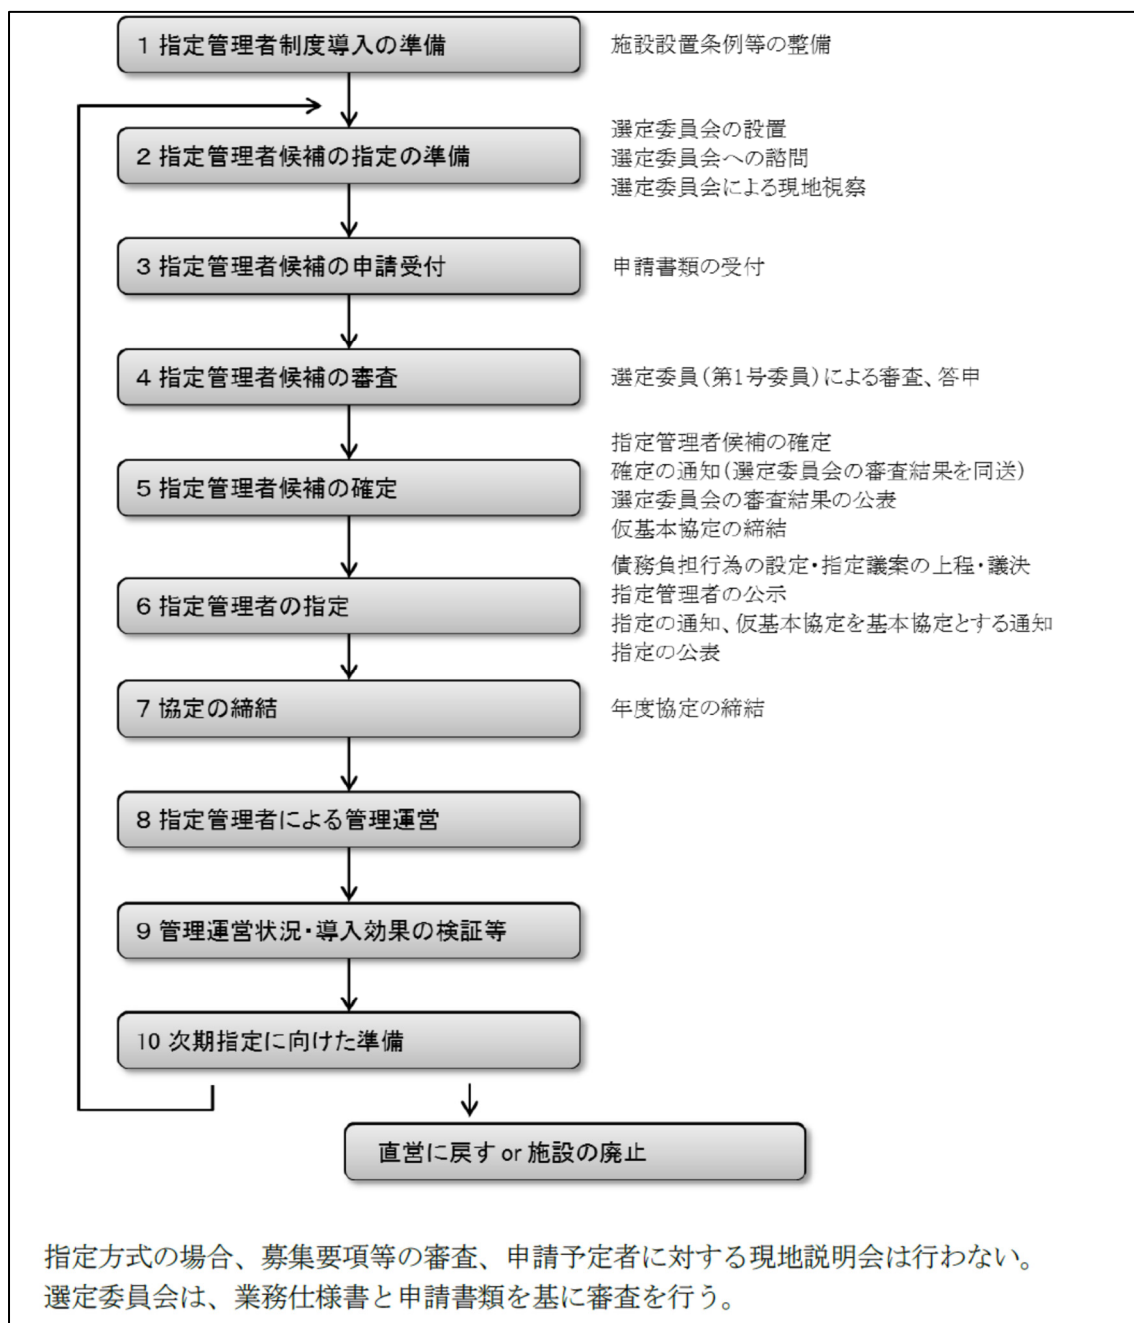 1 指定管理者制度導入の準備
施設設置条例等の整備
2 指定管理者候補の指定の準備
選定委員会の設置
選定委員会への諮問
選定委員会による現地視察
3 指定管理者候補の申請受付
申請書類の受付
4 指定管理者候補の審査
選定委員(第1号委員)による審査、答申
5 指定管理者候補の確定
指定管理者候補の確定
確定の通知(選定委員会の審査結果を同送)
選定委員会の審査結果の公表
仮基本協定の締結
6 指定管理者の指定
債務負担行為の設定・指定議案の上程・議決
指定管理者の公示
指定の通知、仮基本協定を基本協定とする通知
指定の公表
7 協定の締結
年度協定の締結
8 指定管理者による管理運営
9 管理運営状況・導入効果の検証等
10 次期指定に向けた準備
直営に戻す or 施設の廃止
指定方式の場合、募集要項等の審査、申請予定者に対する現地説明会は行わない。
選定委員会は、業務仕様書と申請書類を基に審査を行う。